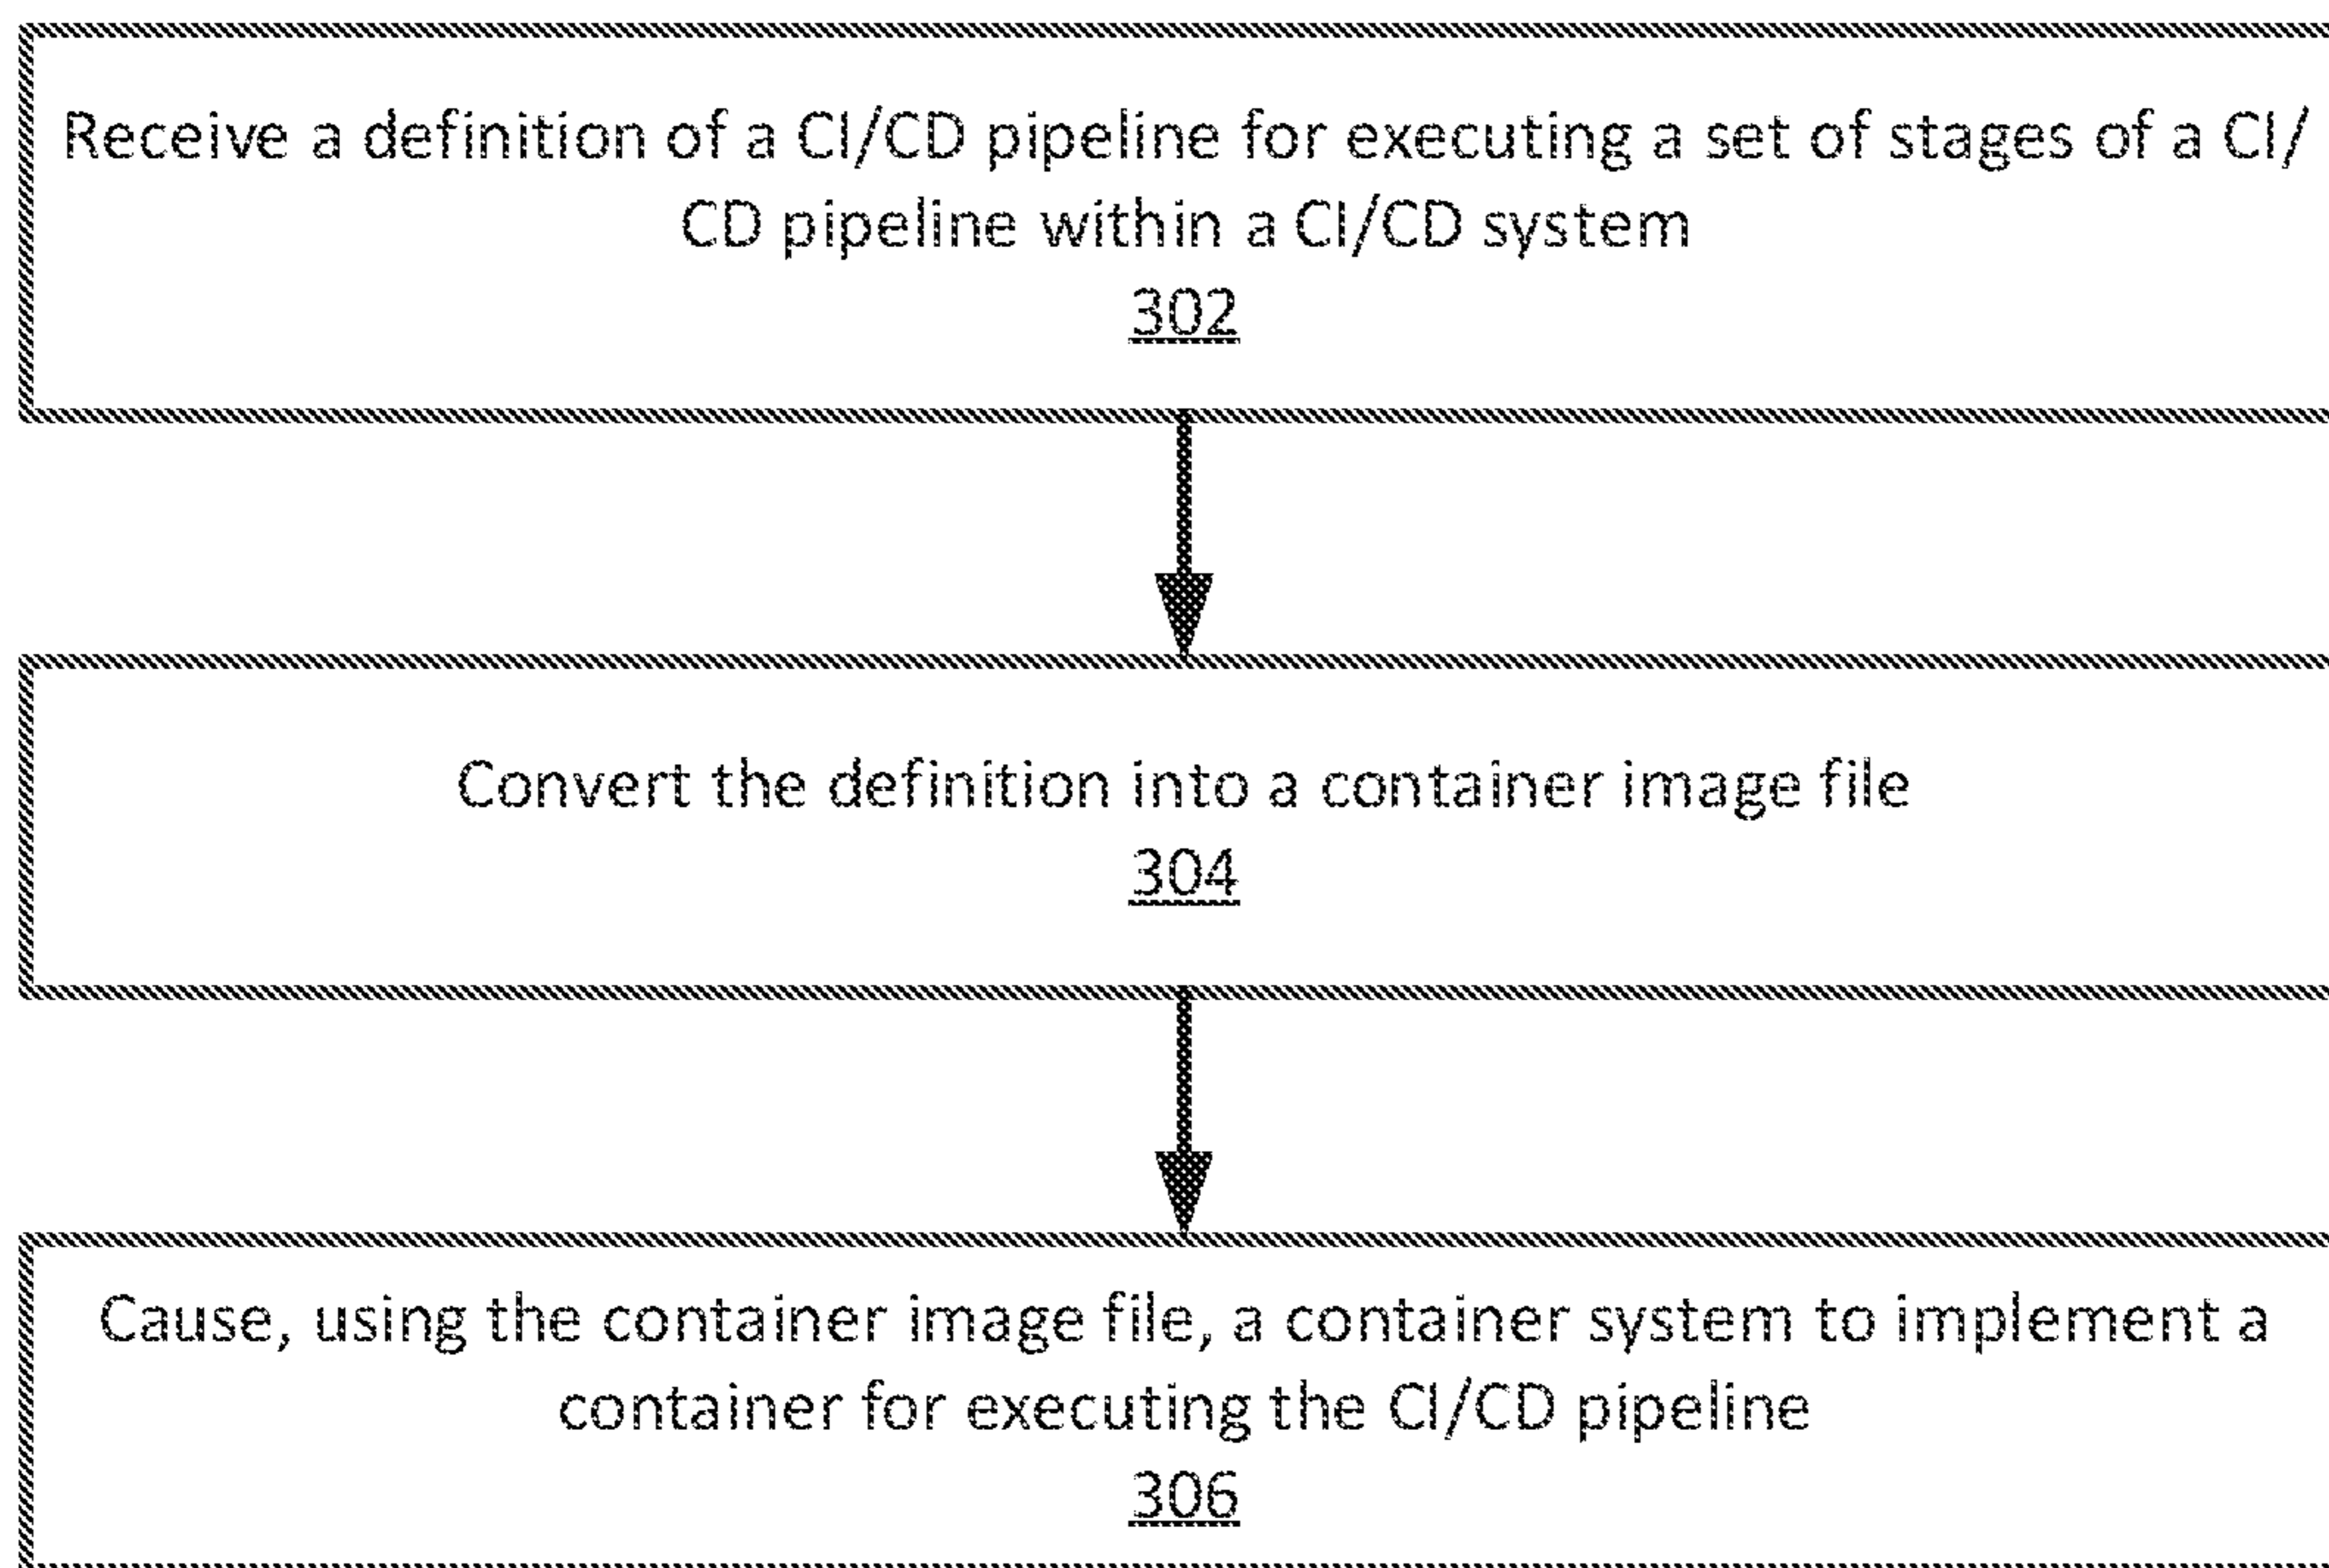 Receive a definition of a CI/CD pipeline for executing a set of stages of a CI/
CD pipeline within a CI/CD system
302
Convert the definition into a container image file
304
Cause, using the container image file, a container system to implement a
container for executing the CI/CD pipeline
306